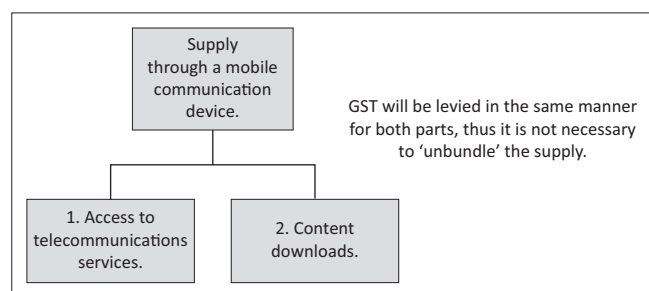 Supply
through a mobile
communication
device.
GST will be levied in the same manner
for both parts, thus it is not necessary
to ‘unbundle’ the supply.
1. Access to
telecommunications
services.
2. Content
downloads.